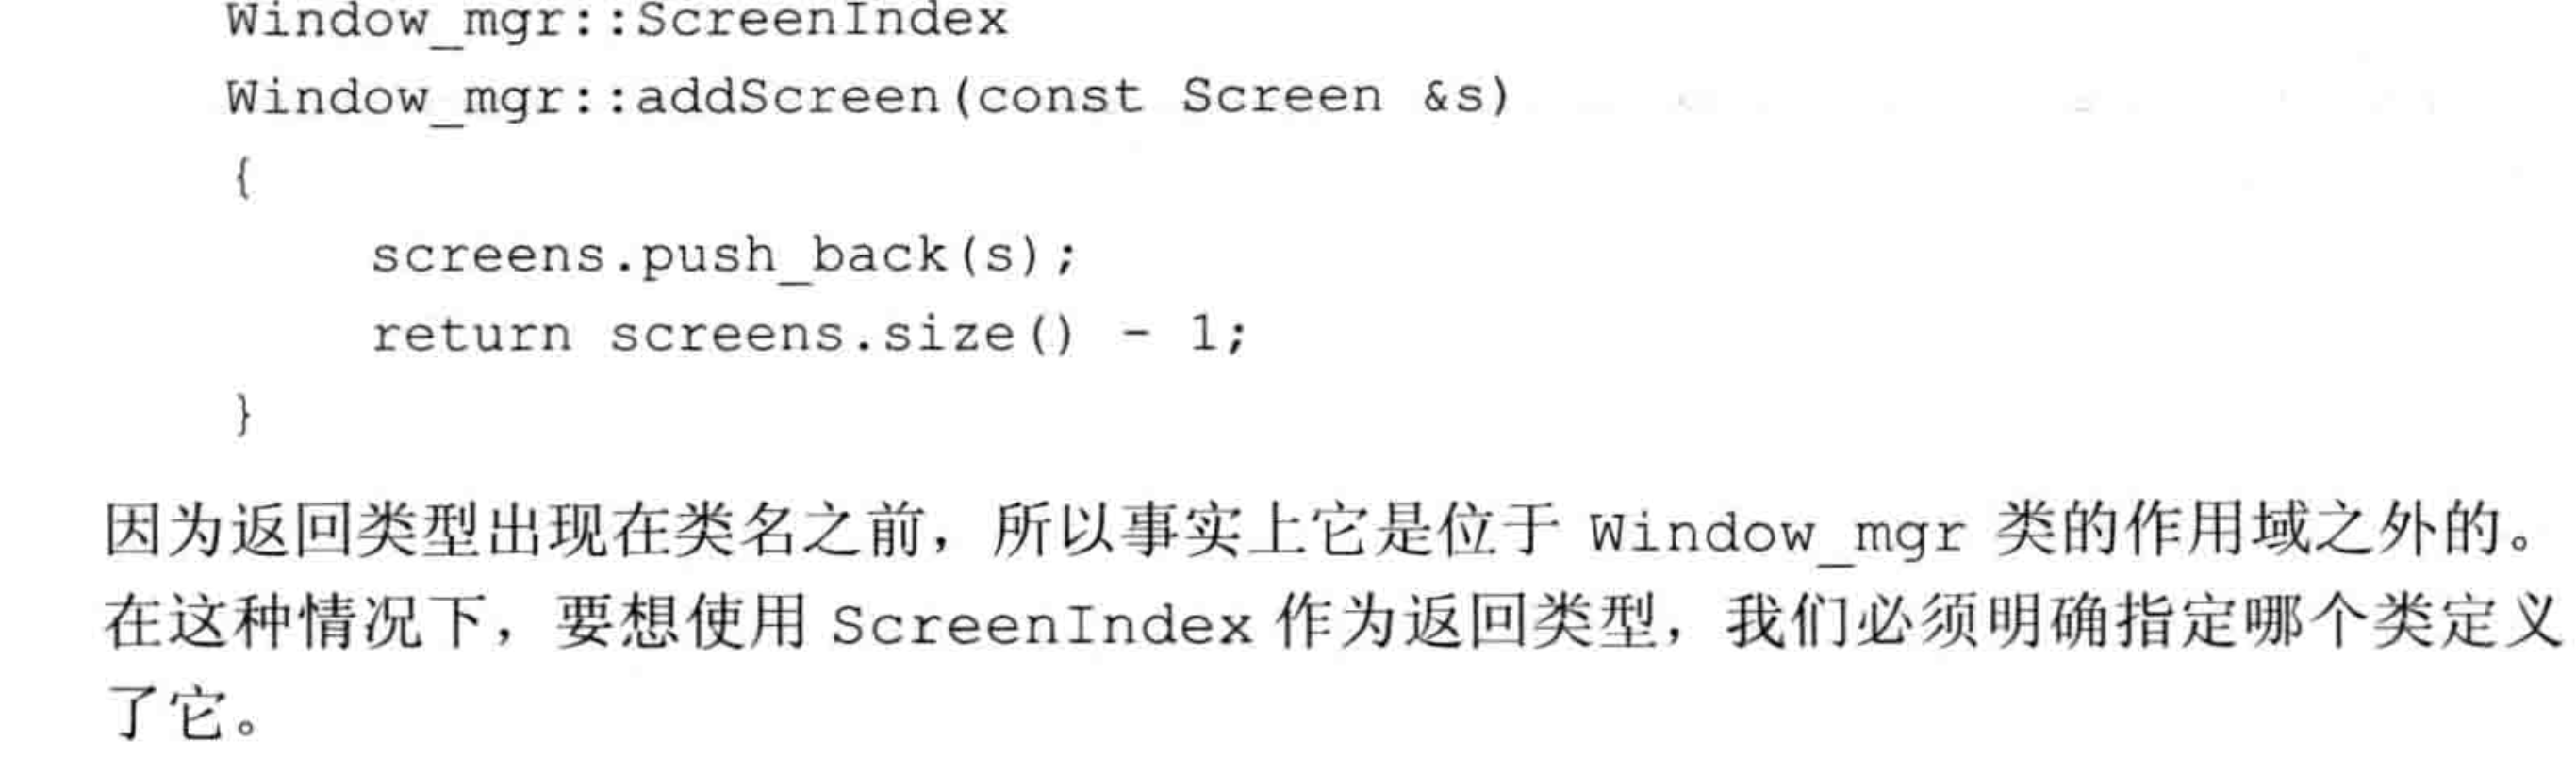 Window_mgr::ScreenIndex
Window_mgr::addScreen(const Screen &s)
{
    screens.push_back(s);
    return screens.size() - 1;
}
因为返回类型出现在类名之前，所以事实上它是位于 Window_mgr 类的作用域之外的。
在这种情况下，要想使用 ScreenIndex 作为返回类型，我们必须明确指定哪个类定义
了它。